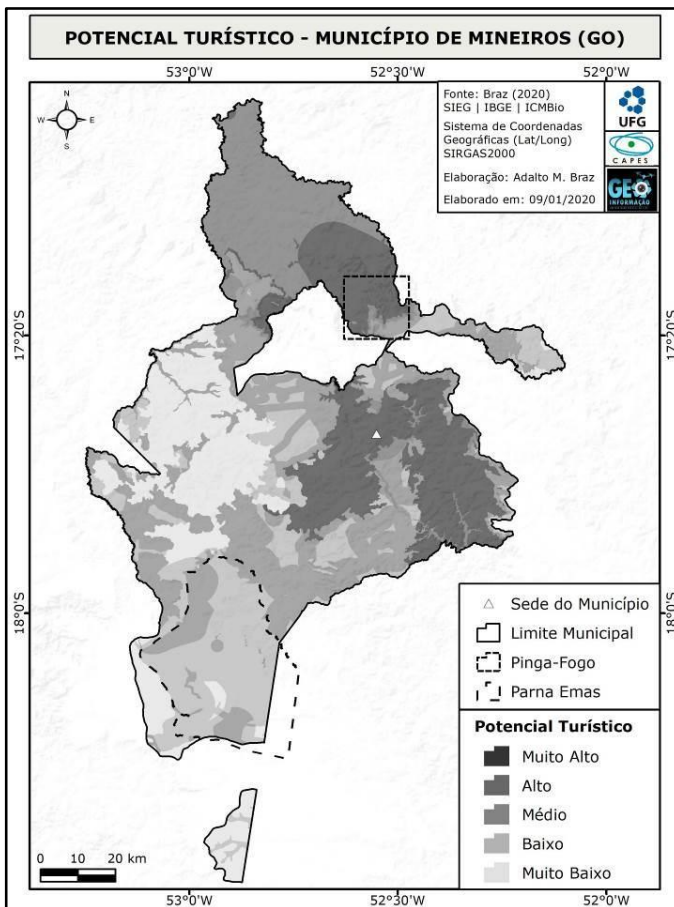 POTENCIAL TURÍSTICO - MUNICÍPIO DE MINEIROS (GO)
53°0'W
52°30'W
52°0'W
N
W
E
S
Fonte: Braz (2020)
SIEG | IBGE | ICMBio
Sistema de Coordenadas
Geográficas (Lat/Long)
SIRGAS2000
Elaboração: Adalto M. Braz
Elaborado em: 09/01/2020
UFG
CAPES
GEO
INFORMAÇÃO
17°20'S
17°20'S
18°0'S
18°0'S
Sede do Município
Limite Municipal
Pinga-Fogo
Parna Emas
Potencial Turístico
Muito Alto
Alto
Médio
Baixo
Muito Baixo
0 10 20 km
53°0'W
52°30'W
52°0'W